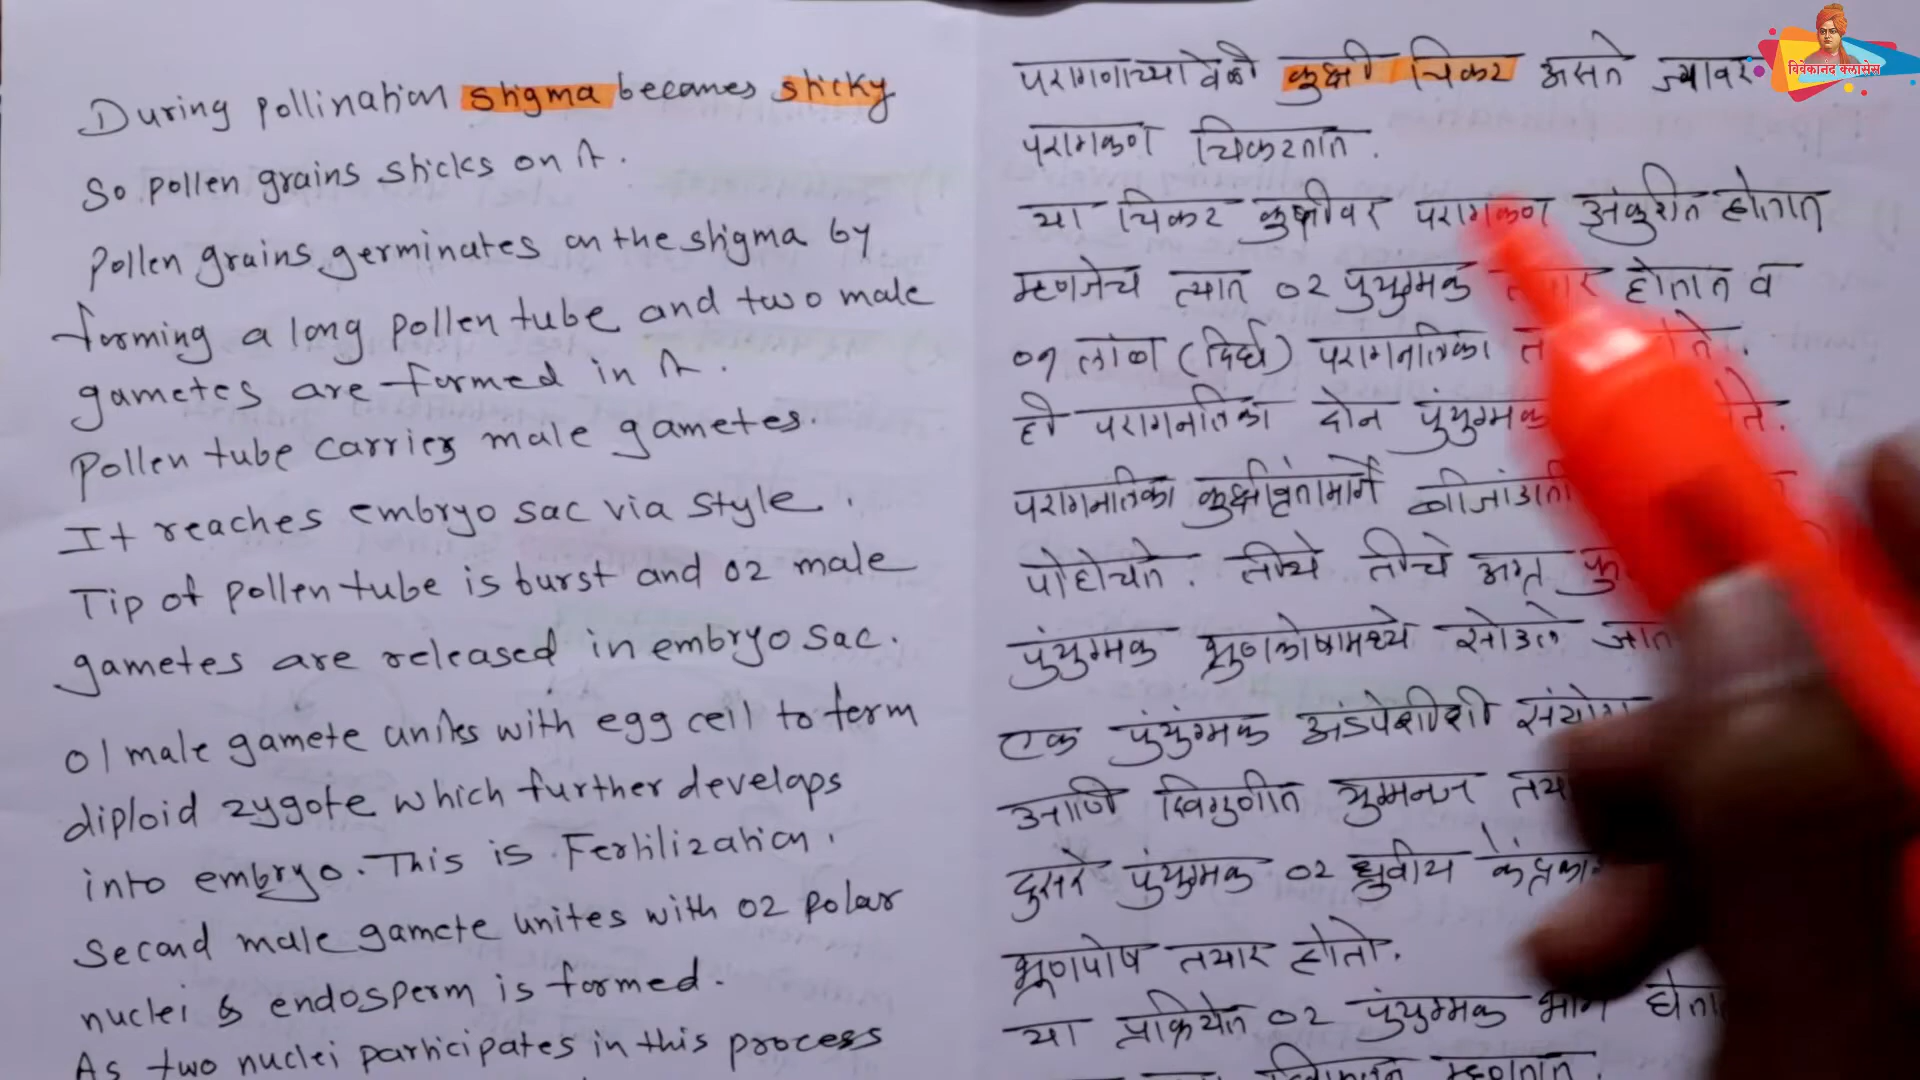 During pollination stigma becomes sticky
So pollen grains sticks on it.
Pollen grains germinates on the stigma by
forming a long pollen tube and two male
gametes are formed in it.
Pollen tube carries male gametes.
It reaches embryo sac via style.
Tip of pollen tube is burst and 02 male
gametes are released in embryo sac.
01 male gamete unites with egg cell to form
diploid zygote which further develops
into embryo. This is Fertilization.
Second male gamete unites with 02 polar
nuclei & endosperm is formed.
As two nuclei participates in this process
परागणाच्यावेळी कुक्षी चिकट असते ज्यावर
परागकण चिकटतात.
या चिकट कुक्षीवर परागकण अंकुरीत होतात
म्हणजेच त्यात ०२ पुंयुग्मक तयार होतात व
०१ लांब (दिर्घ) परागनलिका
ही परागनलिका दोन पुंयुग्मक
परागनलिका कुक्षीवृंतामार्गे
पोहोचते. तीथे तीचे अग्र
पुंयुग्मक भ्रुणकोषामध्ये सोडले जात
एक पुंयुंग्मक अंडपेशीशी संयोग
आणि द्विगुणीत युग्मनज
दुसरे पुंयुग्मक ०२ ध्रुवीय
भ्रूणपोष तयार होतो.
या प्रक्रियेत ०२ पुंयुग्मक भाग
म्हणतात.
विवेकानंद क्लासेस